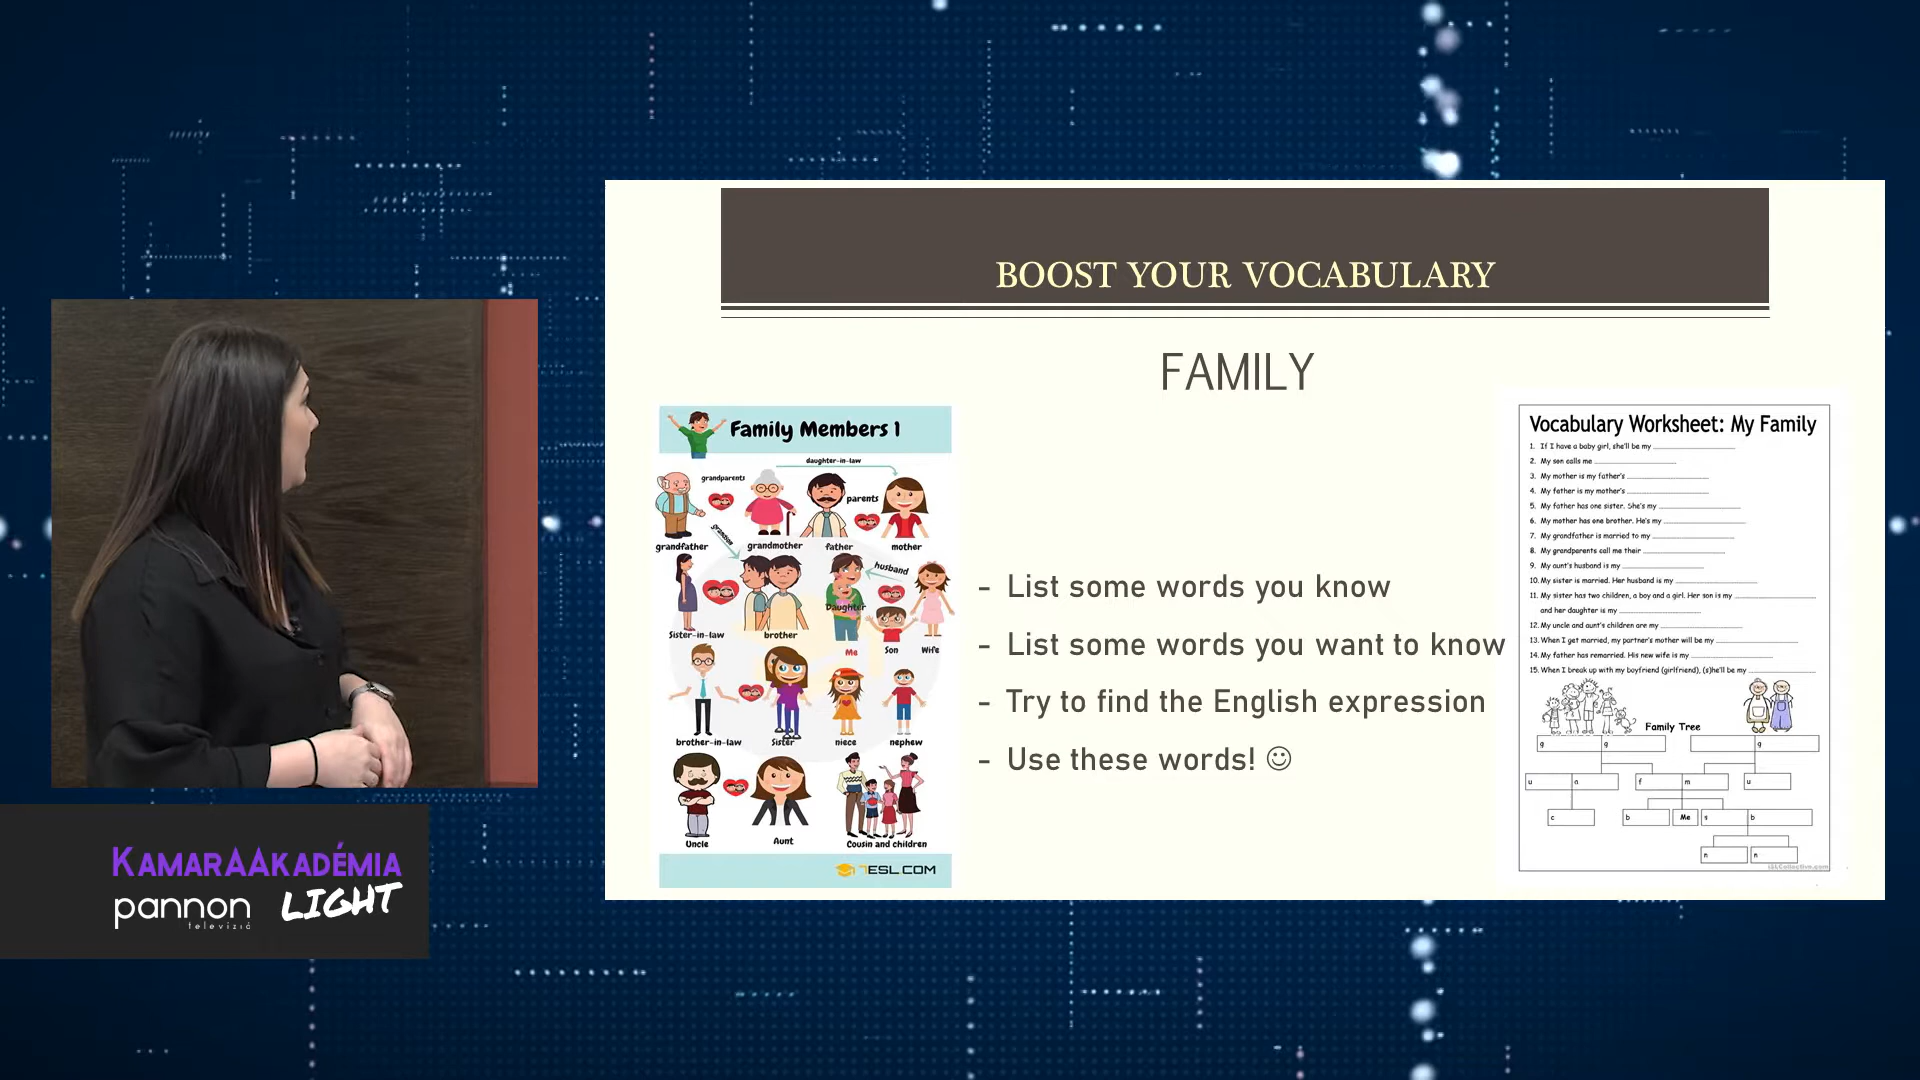 BOOST YOUR VOCABULARY
FAMILY
Family Members 1
daughter-in-law
grandparents
parents
grandson
grandfather
grandmother
father
mother
husband
Daughter
Sister-in-law
brother
Me
Son
Wife
brother-in-law
Sister
niece
nephew
Uncle
Aunt
Cousin and children
7ESL.COM
- List some words you know
- List some words you want to know
- Try to find the English expression
- Use these words! ☺
Vocabulary Worksheet: My Family
1. If I have a baby girl, she'll be my
2. My son calls me
3. My mother is my father's
4. My father is my mother's
5. My father has one sister. She's my
6. My mother has one brother. He's my
7. My grandfather is married to my
8. My grandparents call me their
9. My aunt's husband is my
10. My sister is married. Her husband is my
11. My sister has two children, a boy and a girl. Her son is my
and her daughter is my
12. My uncle and aunt's children are my
13. When I get married, my partner's mother will be my
14. My father has remarried. His new wife is my
15. When I break up with my boyfriend (girlfriend), (s)he'll be my
Family Tree
g g g
u n f m u
c b Me s b
n n
iSLCollective.com
KAMARAAKADÉMIA
pannon LIGHT
televízió